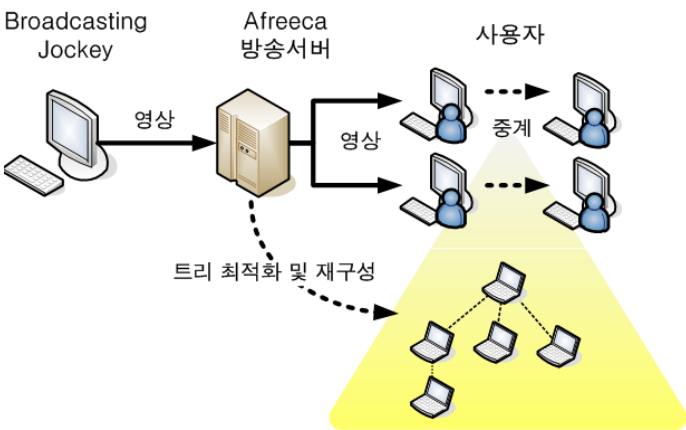 Broadcasting
Jockey
Afreeca
방송서버
사용자
영상
영상
중계
트리 최적화 및 재구성